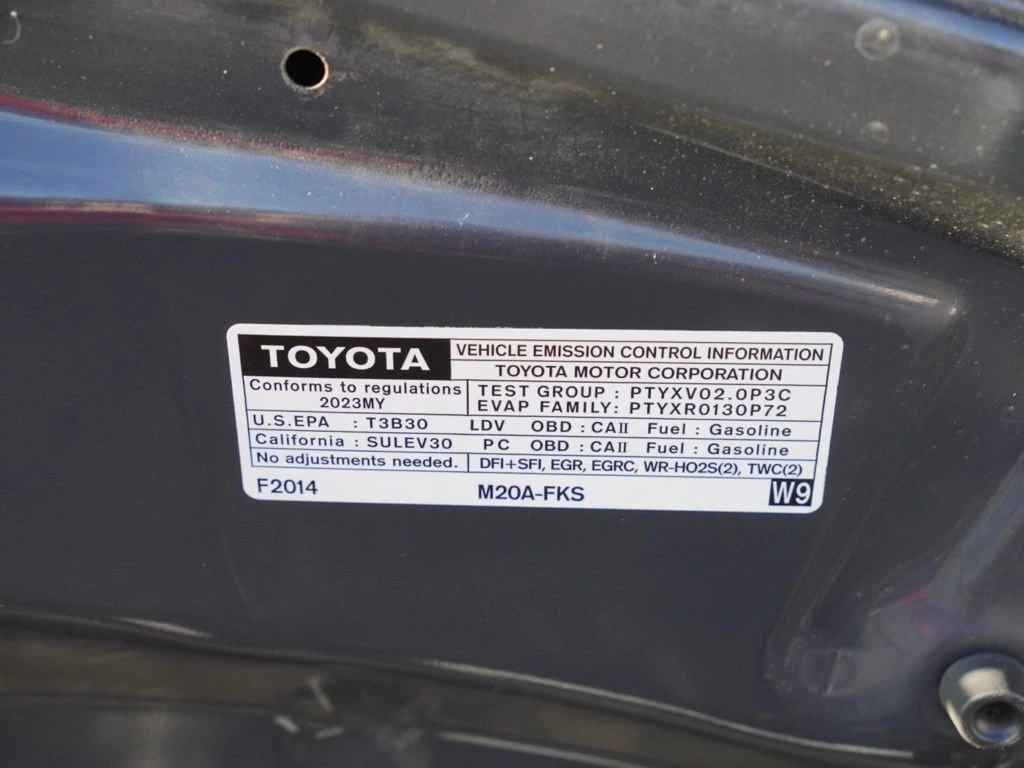 TOYOTA
VEHICLE EMISSION CONTROL INFORMATION
TOYOTA MOTOR CORPORATION
Conforms to regulations
2023MY
TEST GROUP : PTYXV02.0P3C
EVAP FAMILY: PTYXR0130P72
U.S.EPA : T3B30 LDV OBD : CAII Fuel : Gasoline
California : SULEV30 PC OBD : CAII Fuel : Gasoline
No adjustments needed. DFI+SFI, EGR, EGRC, WR-HO2S(2), TWC(2)
F2014 M20A-FKS W9